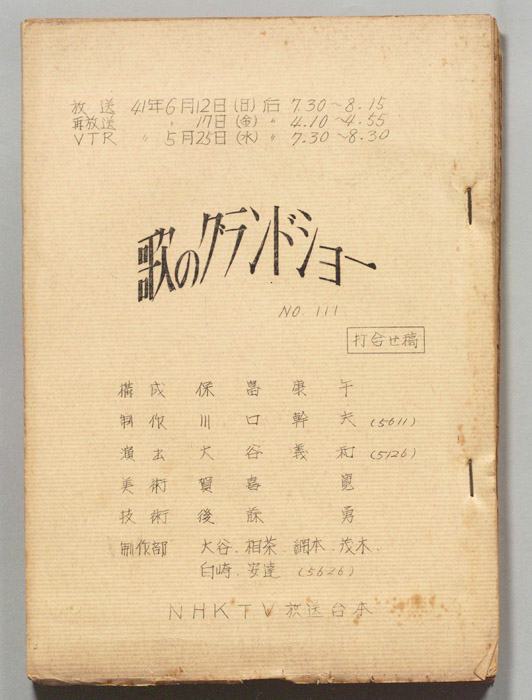 放送 41年6月12日(日)后 7.30～8.15
再放送 〃 17日(金) 〃 4.10～4.55
VTR 〃 5月25日(水) 〃 7.30～8.30
歌のグランドショー
NO. 111
打合せ稿
構成 保富康午
制作 川口幹夫 (5611)
演出 大谷義和 (5126)
美術 賀喜
技術 後藤 勇
制作部 大谷. 相茶 網本. 茂木.
白崎. 安達 (5626)
NHKTV放送台本